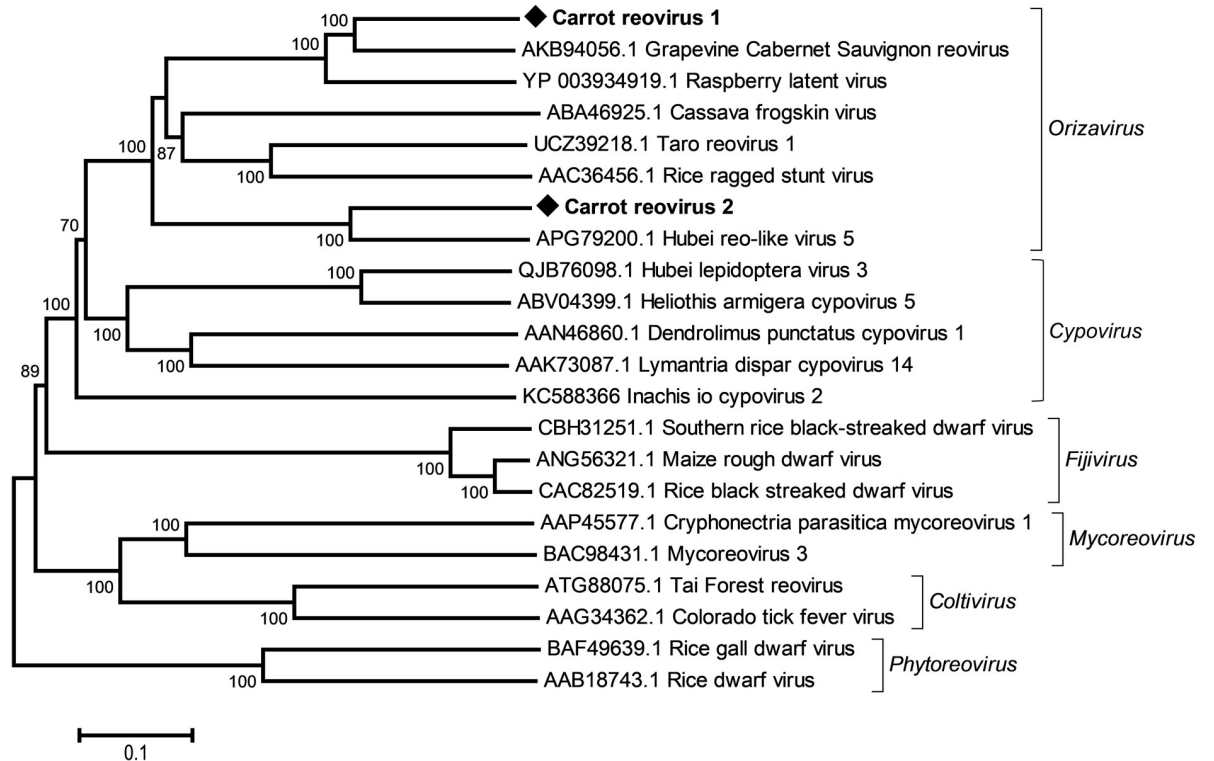 100
Carrot reovirus 1
100
AKB94056.1 Grapevine Cabernet Sauvignon reovirus
YP 003934919.1 Raspberry latent virus
ABA46925.1 Cassava frogskin virus
Orizavirus
100
87
UCZ39218.1 Taro reovirus 1
100
AAC36456.1 Rice ragged stunt virus
Carrot reovirus 2
70
100
APG79200.1 Hubei reo-like virus 5
100
QJB76098.1 Hubei lepidoptera virus 3
100
ABV04399.1 Heliothis armigera cypovirus 5
100
AAN46860.1 Dendrolimus punctatus cypovirus 1
Cypovirus
100
AAK73087.1 Lymantria dispar cypovirus 14
89
KC588366 Inachis io cypovirus 2
CBH31251.1 Southern rice black-streaked dwarf virus
100
ANG56321.1 Maize rough dwarf virus
Fijivirus
100
CAC82519.1 Rice black streaked dwarf virus
100
AAP45577.1 Cryphonectria parasitica mycoreovirus 1
Mycoreovirus
BAC98431.1 Mycoreovirus 3
100
ATG88075.1 Tai Forest reovirus
Coltivirus
100
AAG34362.1 Colorado tick fever virus
BAF49639.1 Rice gall dwarf virus
Phytoreovirus
100
AAB18743.1 Rice dwarf virus
0.1